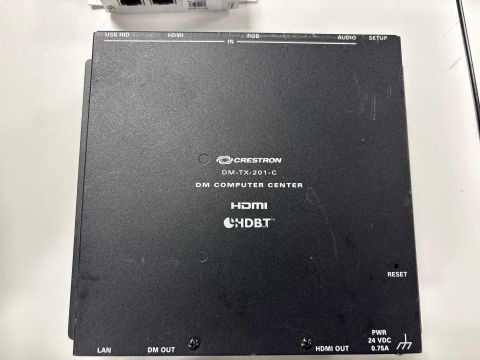 USB HID HDMI RGB AUDIO SETUP
IN
CRESTRON
DM-TX-201-C
DM COMPUTER CENTER
HDMI
HDBT
RESET
LAN DM OUT HDMI OUT PWR
24 VDC
0.75A